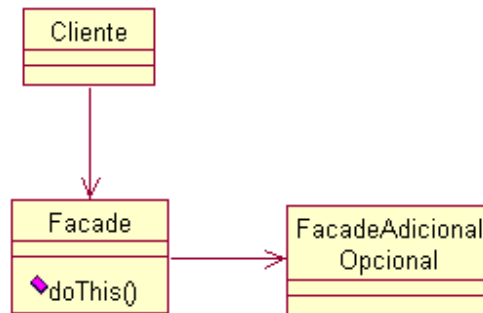 Cliente
Facade
doThis()
FacadeAdicional
Opcional